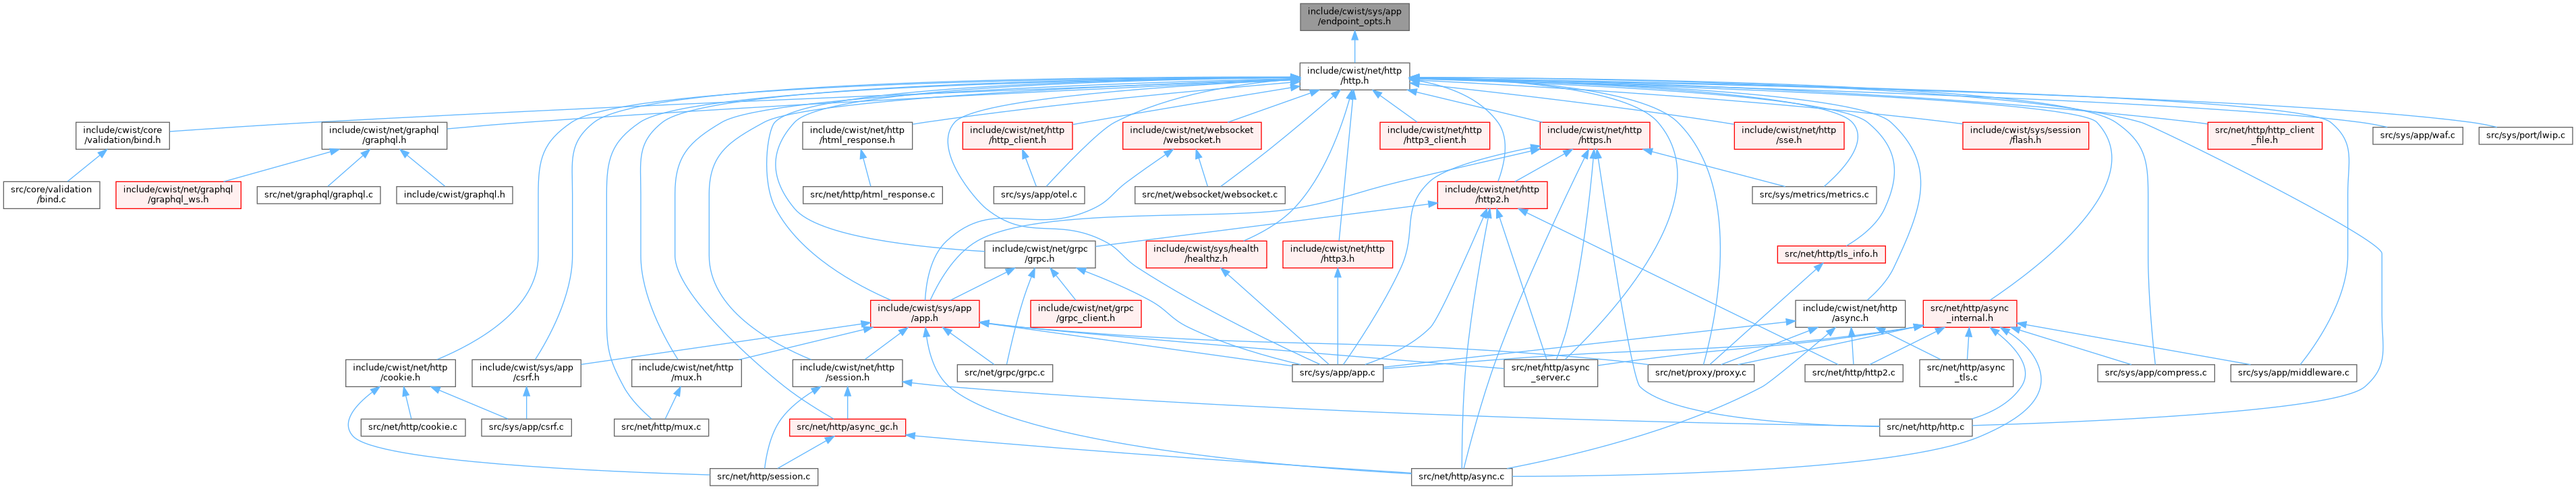 include/cwist/sys/app
/endpoint_opts.h
include/cwist/net/http
/http.h
include/cwist/core
/validation/bind.h
include/cwist/net/graphql
/graphql.h
include/cwist/net/http
/html_response.h
include/cwist/net/http
/http_client.h
include/cwist/net/websocket
/websocket.h
include/cwist/net/http
/http3_client.h
include/cwist/net/http
/https.h
include/cwist/net/http
/sse.h
include/cwist/sys/session
/flash.h
src/net/http/http_client
_file.h
src/sys/app/waf.c
src/sys/port/lwip.c
src/core/validation
/bind.c
include/cwist/net/graphql
/graphql_ws.h
src/net/graphql/graphql.c
include/cwist/graphql.h
src/net/http/html_response.c
src/sys/app/otel.c
src/net/websocket/websocket.c
include/cwist/net/http
/http2.h
src/sys/metrics/metrics.c
include/cwist/net/grpc
/grpc.h
include/cwist/sys/health
/healthz.h
include/cwist/net/http
/http3.h
src/net/http/tls_info.h
include/cwist/sys/app
/app.h
include/cwist/net/grpc
/grpc_client.h
include/cwist/net/http
/async.h
src/net/http/async
_internal.h
include/cwist/net/http
/cookie.h
include/cwist/sys/app
/csrf.h
include/cwist/net/http
/mux.h
include/cwist/net/http
/session.h
src/net/grpc/grpc.c
src/sys/app/app.c
src/net/http/async
_server.c
src/net/proxy/proxy.c
src/net/http/http2.c
src/net/http/async
_tls.c
src/sys/app/compress.c
src/sys/app/middleware.c
src/net/http/cookie.c
src/sys/app/csrf.c
src/net/http/mux.c
src/net/http/async_gc.h
src/net/http/http.c
src/net/http/session.c
src/net/http/async.c